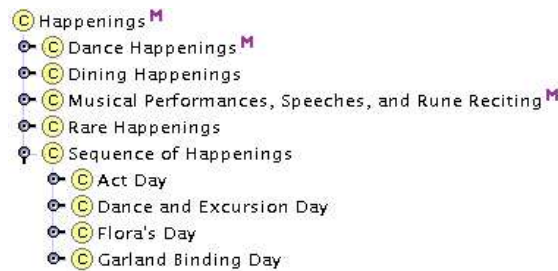 C Happenings M
C Dance Happenings M
C Dining Happenings
C Musical Performances, Speeches, and Rune Reciting M
C Rare Happenings
C Sequence of Happenings
C Act Day
C Dance and Excursion Day
C Flora's Day
C Garland Binding Day